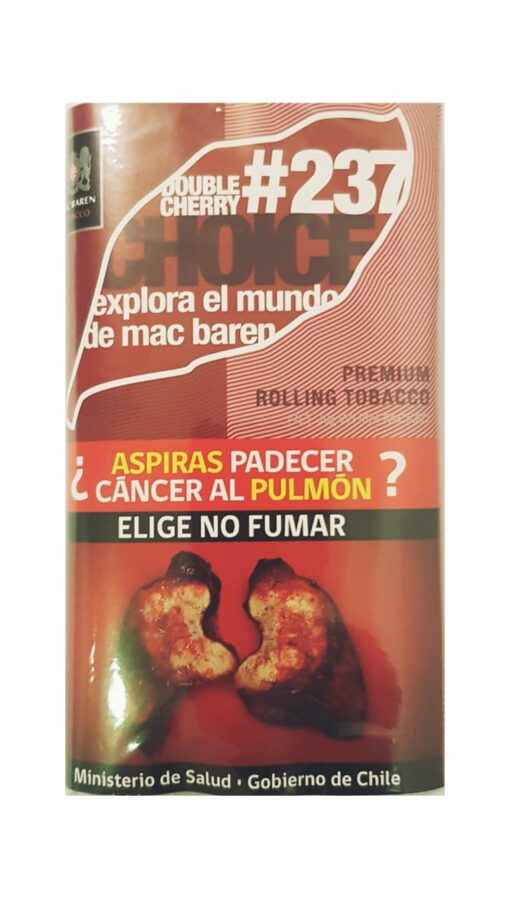 DOUBLE
CHERRY
#237
CHOICE
explora el mundo
de mac baren
BAREN
PREMIUM
ROLLING TOBACCO
¿ ASPIRAS PADECER
CÁNCER AL PULMÓN ?
ELIGE NO FUMAR
Ministerio de Salud · Gobierno de Chile